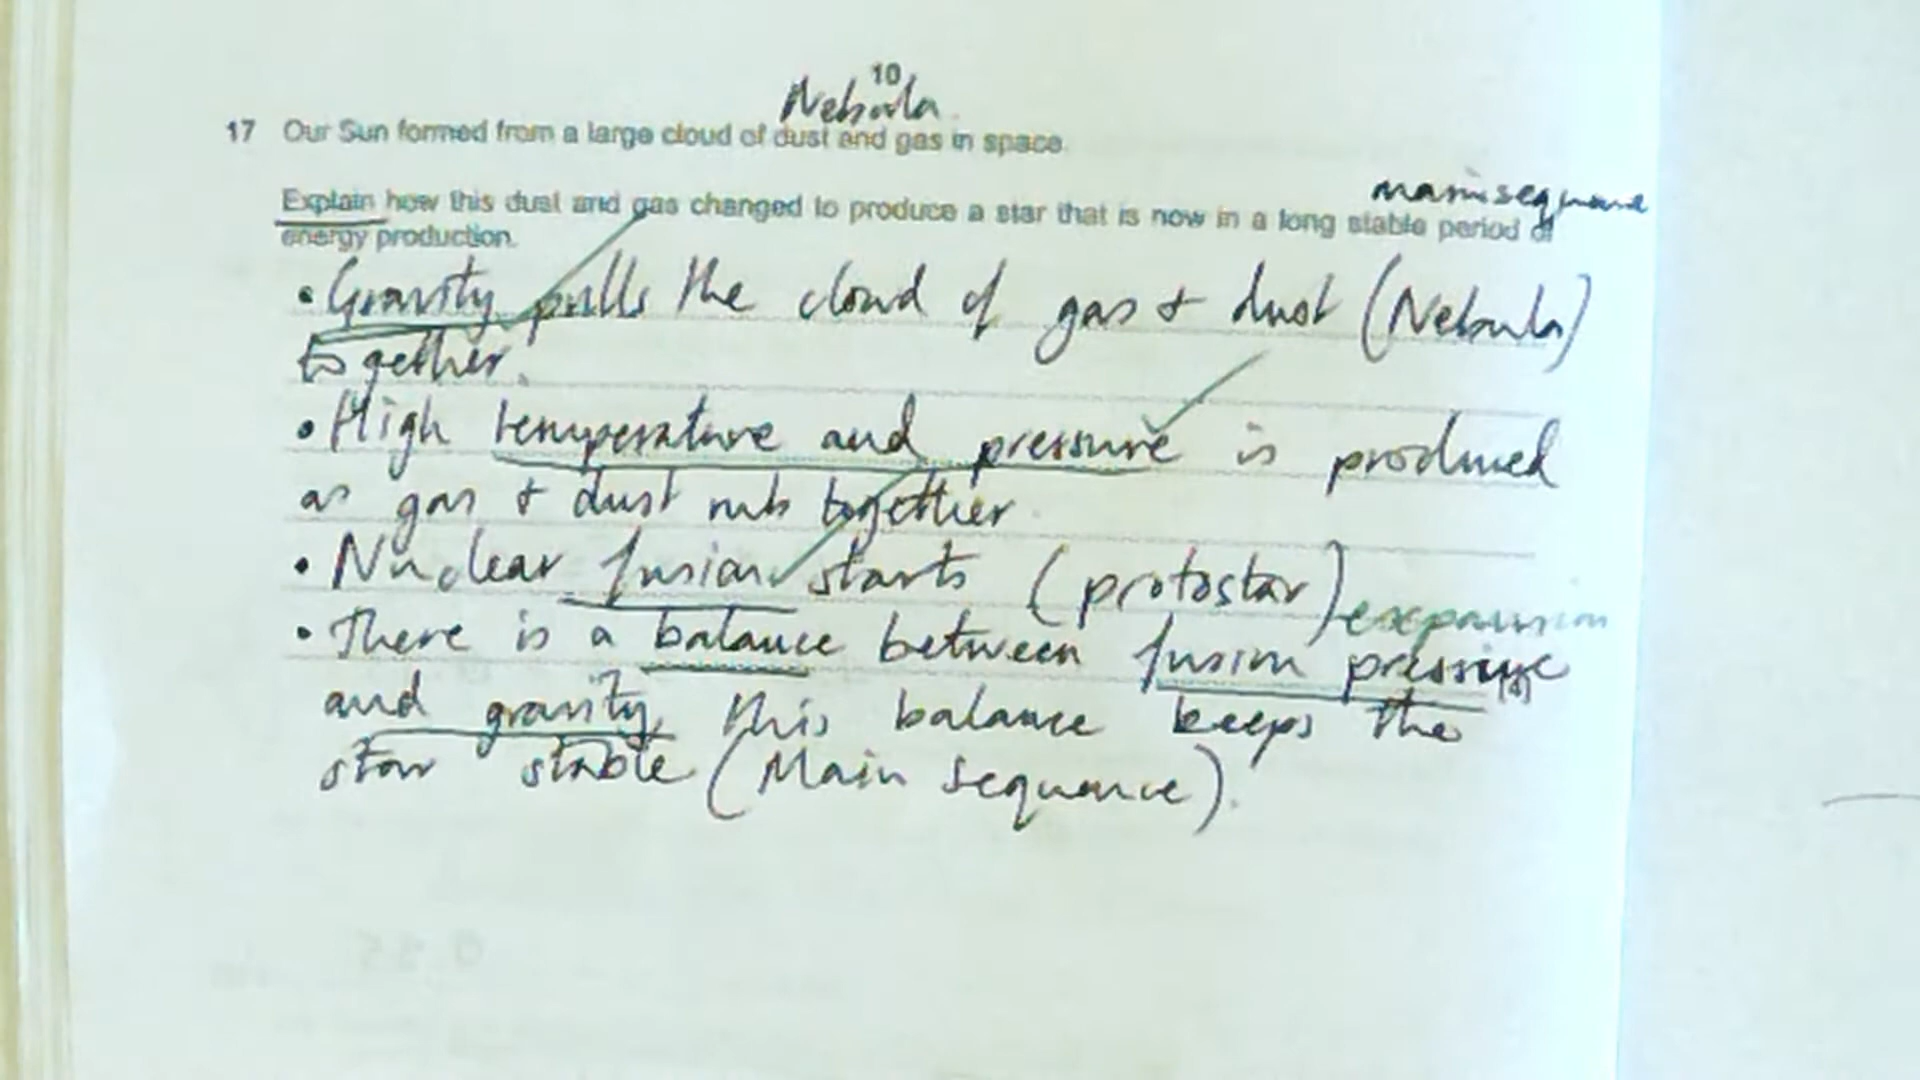 10
Nebula
17 Our Sun formed from a large cloud of dust and gas in space.
main sequence
Explain how this dust and gas changed to produce a star that is now in a long stable period of
energy production.
• Gravity pulls the cloud of gas & dust (Nebula)
together.
• High temperature and pressure is produced
as gas & dust rub together
• Nuclear fusion starts (protostar)
expansion
• There is a balance between fusion pressure
[4]
and gravity, this balance keeps the
star stable (Main sequence).